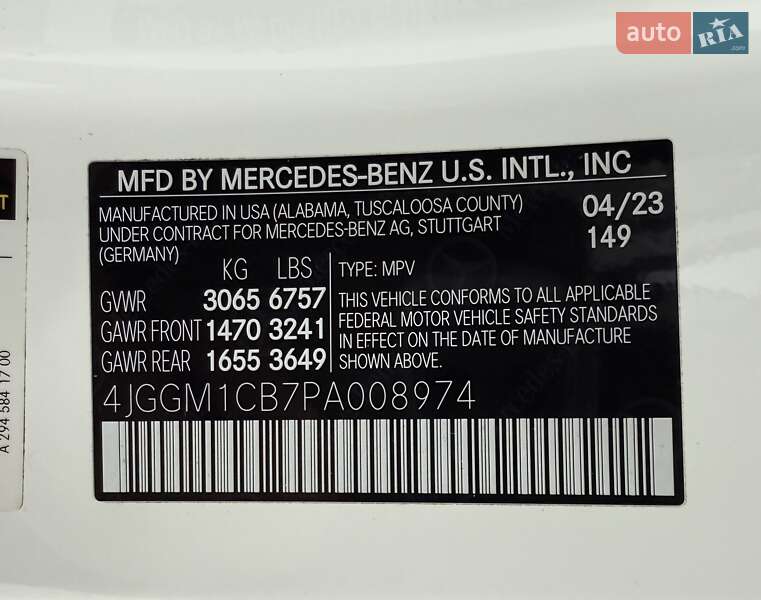 auto RIA .com
MFD BY MERCEDES-BENZ U.S. INTL., INC
MANUFACTURED IN USA (ALABAMA, TUSCALOOSA COUNTY) 04/23
UNDER CONTRACT FOR MERCEDES-BENZ AG, STUTTGART 149
(GERMANY)
KG LBS TYPE: MPV
GVWR 3065 6757
GAWR FRONT 1470 3241
GAWR REAR 1655 3649
THIS VEHICLE CONFORMS TO ALL APPLICABLE
FEDERAL MOTOR VEHICLE SAFETY STANDARDS
IN EFFECT ON THE DATE OF MANUFACTURE
SHOWN ABOVE.
4JGGM1CB7PA008974
A 294 584 17 00